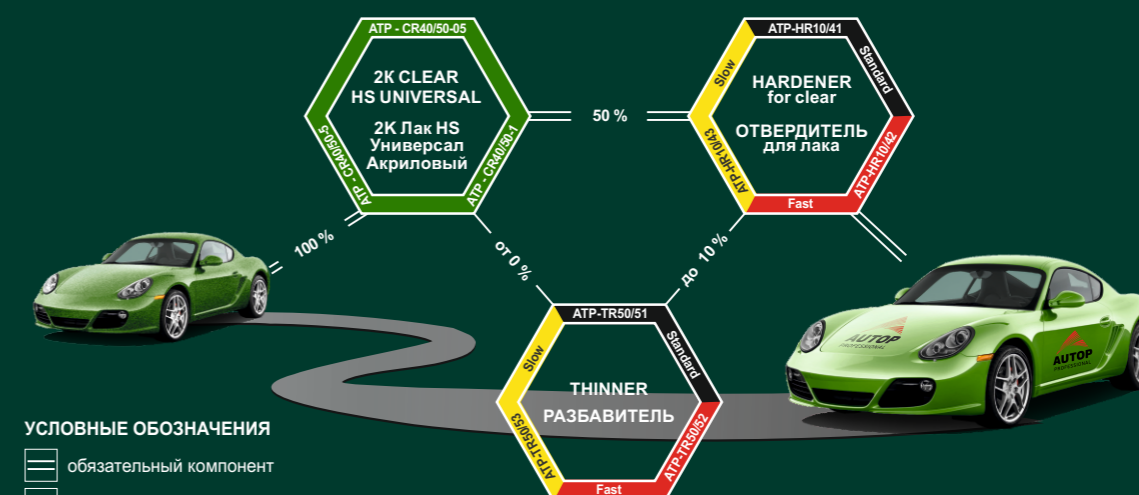 ATP - CR40/50-05
2K CLEAR
HS UNIVERSAL
2К Лак HS
Универсал
Акриловый
ATP - CR40/50-5
ATP - CR40/50-1
50 %
ATP-HR10/41
Slow
Standard
HARDENER
for clear
ОТВЕРДИТЕЛЬ
для лака
ATP-HR10/43
ATP-HR10/42
Fast
100 %
от 0 %
до 10 %
ATP-TR50/51
Slow
Standard
THINNER
РАЗБАВИТЕЛЬ
ATP-TR50/53
ATP-TR50/52
Fast
AUTOP
PROFESSIONAL
AUTOP
PROFESSIONAL
УСЛОВНЫЕ ОБОЗНАЧЕНИЯ
обязательный компонент